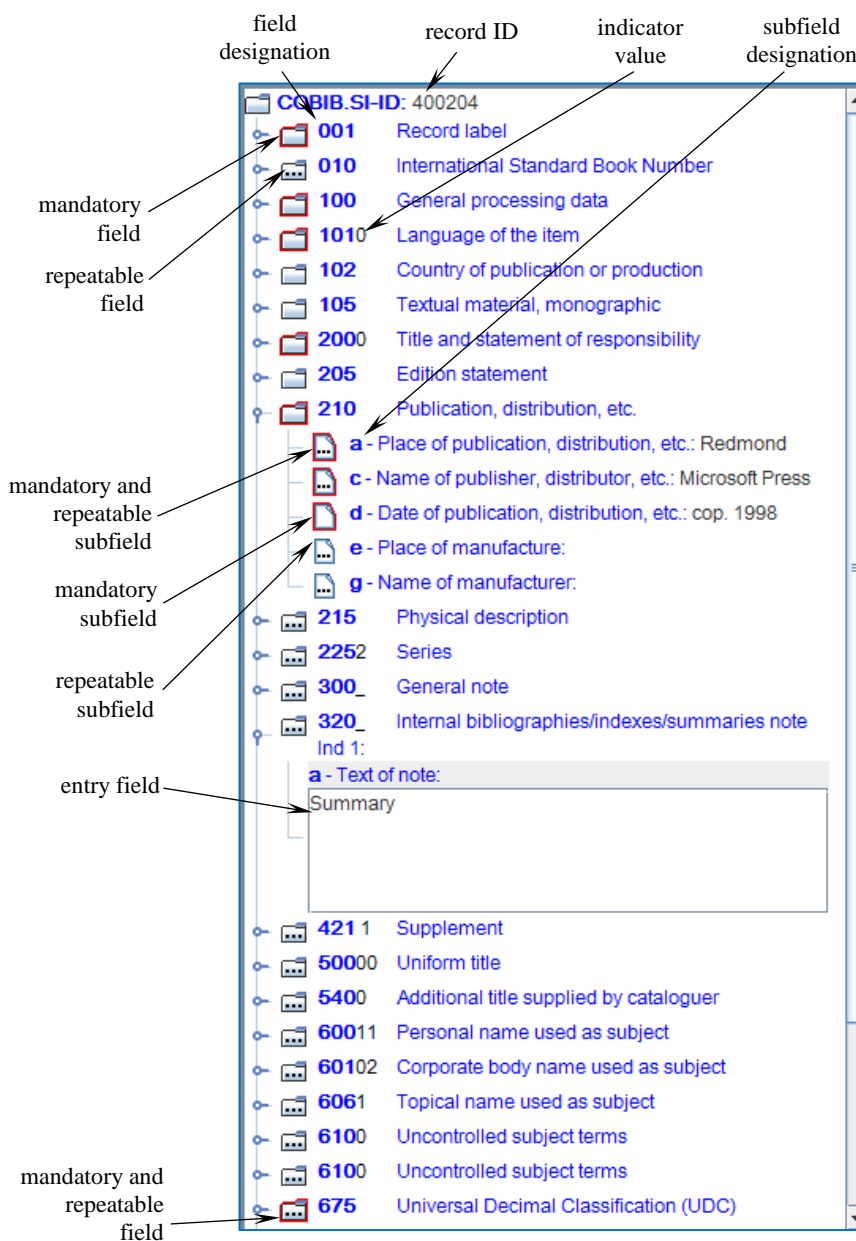 field
designation
record ID
indicator
value
subfield
designation
COBIB.SI-ID: 400204
001 Record label
010 International Standard Book Number
100 General processing data
mandatory
field
1010 Language of the item
repeatable
field
102 Country of publication or production
105 Textual material, monographic
2000 Title and statement of responsibility
205 Edition statement
210 Publication, distribution, etc.
a - Place of publication, distribution, etc.: Redmond
mandatory and
repeatable
subfield
c - Name of publisher, distributor, etc.: Microsoft Press
d - Date of publication, distribution, etc.: cop. 1998
e - Place of manufacture:
mandatory
subfield
g - Name of manufacturer:
215 Physical description
2252 Series
repeatable
subfield
300_ General note
320_ Internal bibliographies/indexes/summaries note
Ind 1:
a - Text of note:
entry field
Summary
421 1 Supplement
50000 Uniform title
5400 Additional title supplied by cataloguer
60011 Personal name used as subject
60102 Corporate body name used as subject
6061 Topical name used as subject
6100 Uncontrolled subject terms
6100 Uncontrolled subject terms
mandatory and
repeatable
field
675 Universal Decimal Classification (UDC)